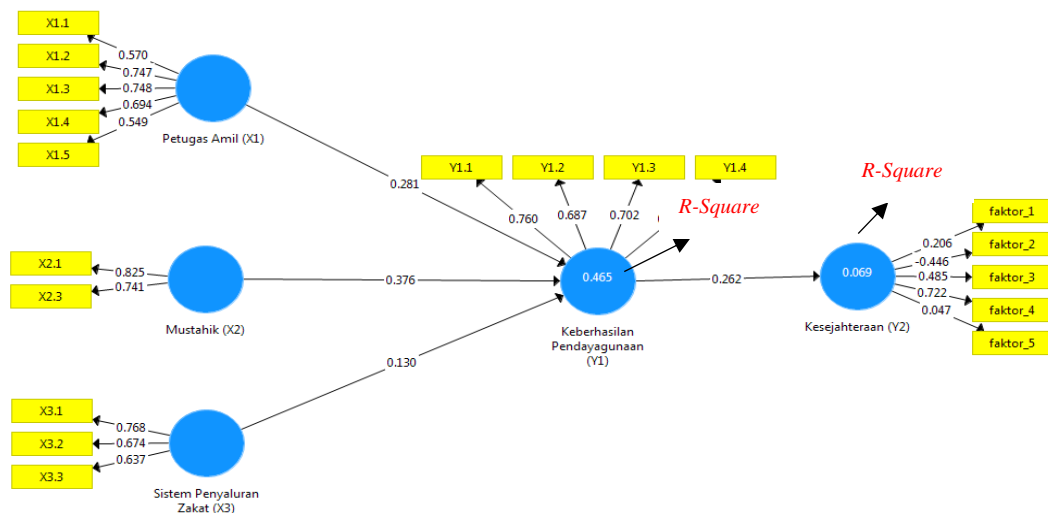 X1.1
X1.2
X1.3
X1.4
X1.5
0.570
0.747
0.748
0.694
0.549
Petugas Amil (X1)
0.281
X2.1
X2.3
0.825
0.741
Mustahik (X2)
0.376
X3.1
X3.2
X3.3
0.768
0.674
0.637
Sistem Penyaluran
Zakat (X3)
0.130
Y1.1
Y1.2
Y1.3
Y1.4
0.760
0.687
0.702
R-Square
0.465
Keberhasilan
Pendayagunaan
(Y1)
0.262
R-Square
0.069
Kesejahteraan (Y2)
0.206
-0.446
0.485
0.722
0.047
faktor_1
faktor_2
faktor_3
faktor_4
faktor_5